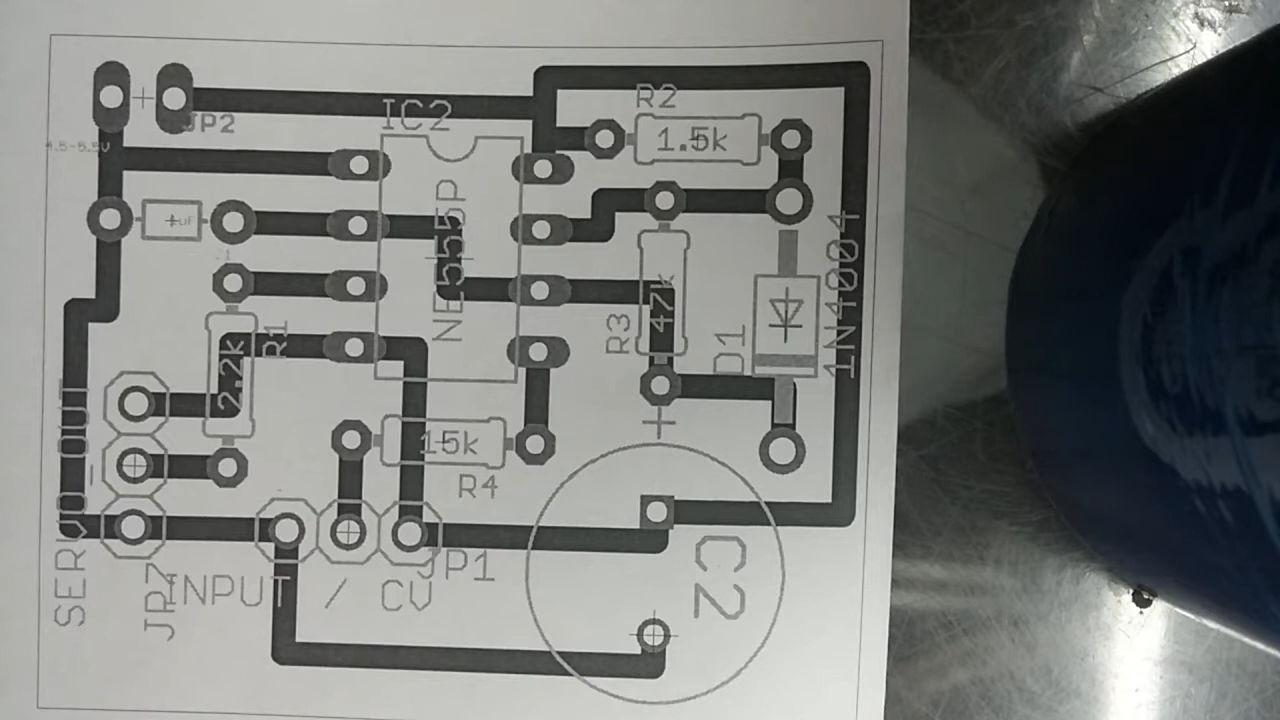 R2
IC2
JP2
1.5k
4.5-5.5V
1uF
NE555P
1N4004
47k
R3
D1
R1
2.2k
15k
R4
SERVO_OUT
JP1
C2
JP7
INPUT / CV